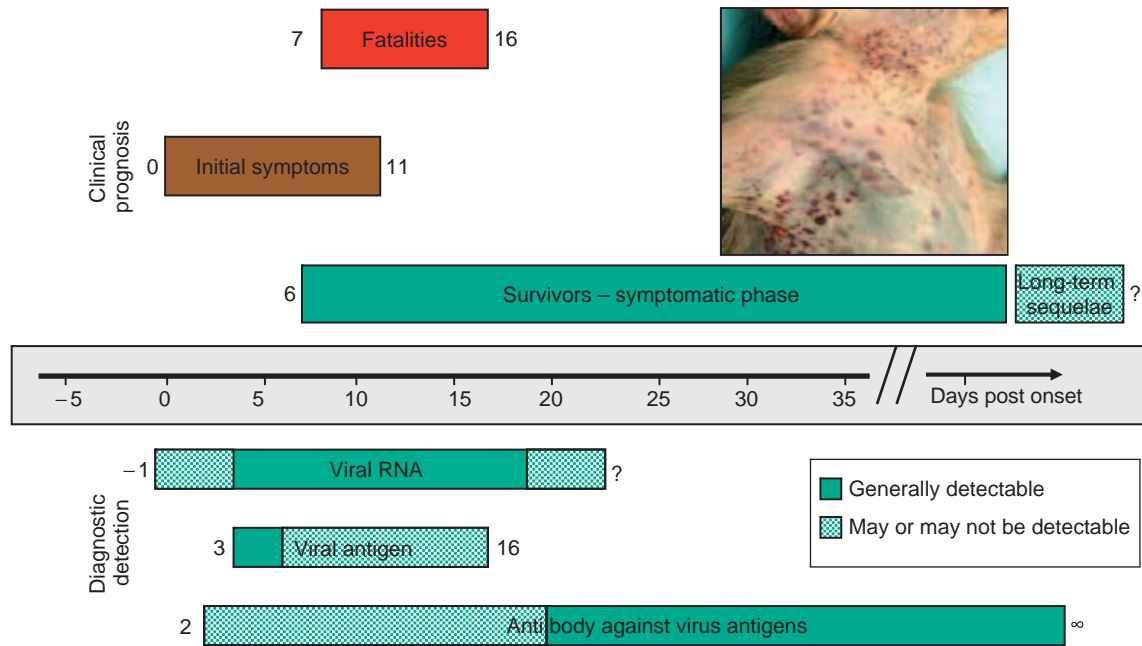 7 Fatalities 16
Clinical
prognosis
0 Initial symptoms 11
6 Survivors – symptomatic phase
Long-term
sequelae ?
–5 0 5 10 15 20 25 30 35 Days post onset
Diagnostic
detection
–1 Viral RNA ?
3 Viral antigen 16
2 Antibody against virus antigens ∞
Generally detectable
May or may not be detectable